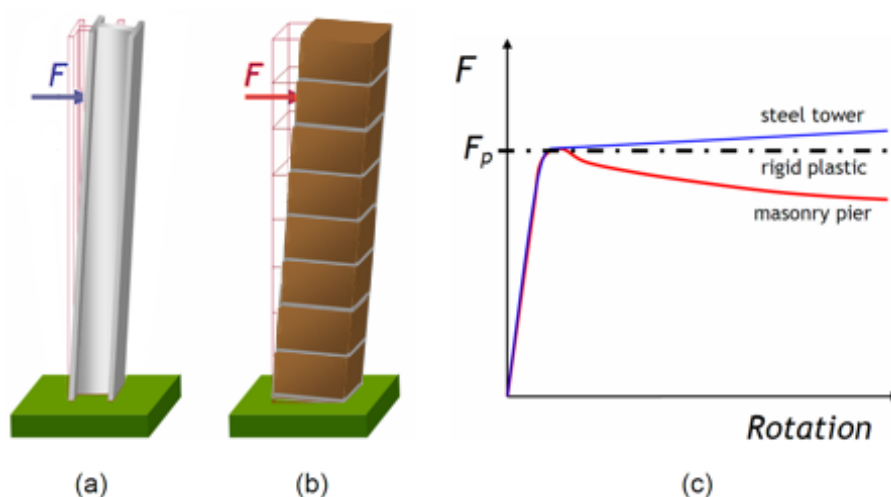 F
F
F
steel tower
Fp
rigid plastic
masonry pier
Rotation
(a)
(b)
(c)